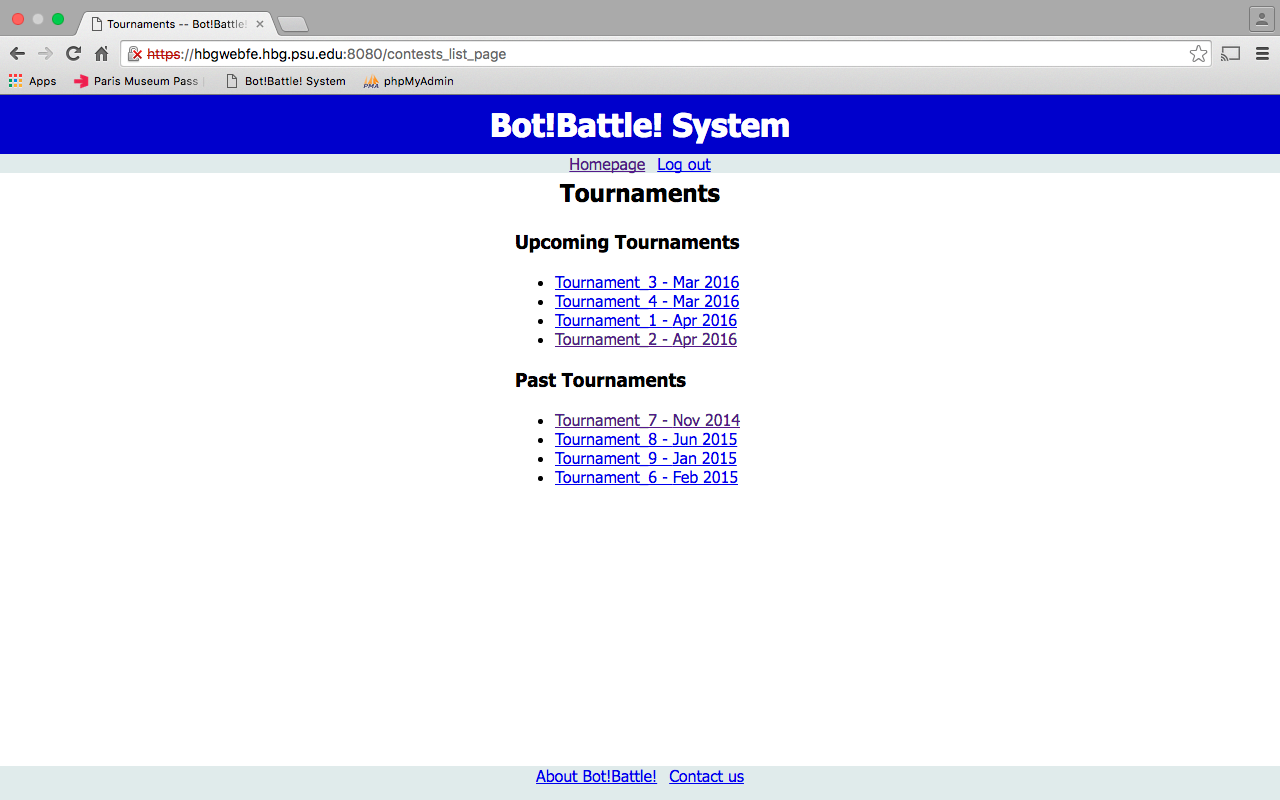 Tournaments -- Bot!Battle!
https://hbgwebfe.hbg.psu.edu:8080/contests_list_page
Apps Paris Museum Pass Bot!Battle! System PMA phpMyAdmin
Bot!Battle! System
Homepage Log out
Tournaments
Upcoming Tournaments
Tournament_3 - Mar 2016
Tournament_4 - Mar 2016
Tournament_1 - Apr 2016
Tournament_2 - Apr 2016
Past Tournaments
Tournament_7 - Nov 2014
Tournament_8 - Jun 2015
Tournament_9 - Jan 2015
Tournament_6 - Feb 2015
About Bot!Battle! Contact us